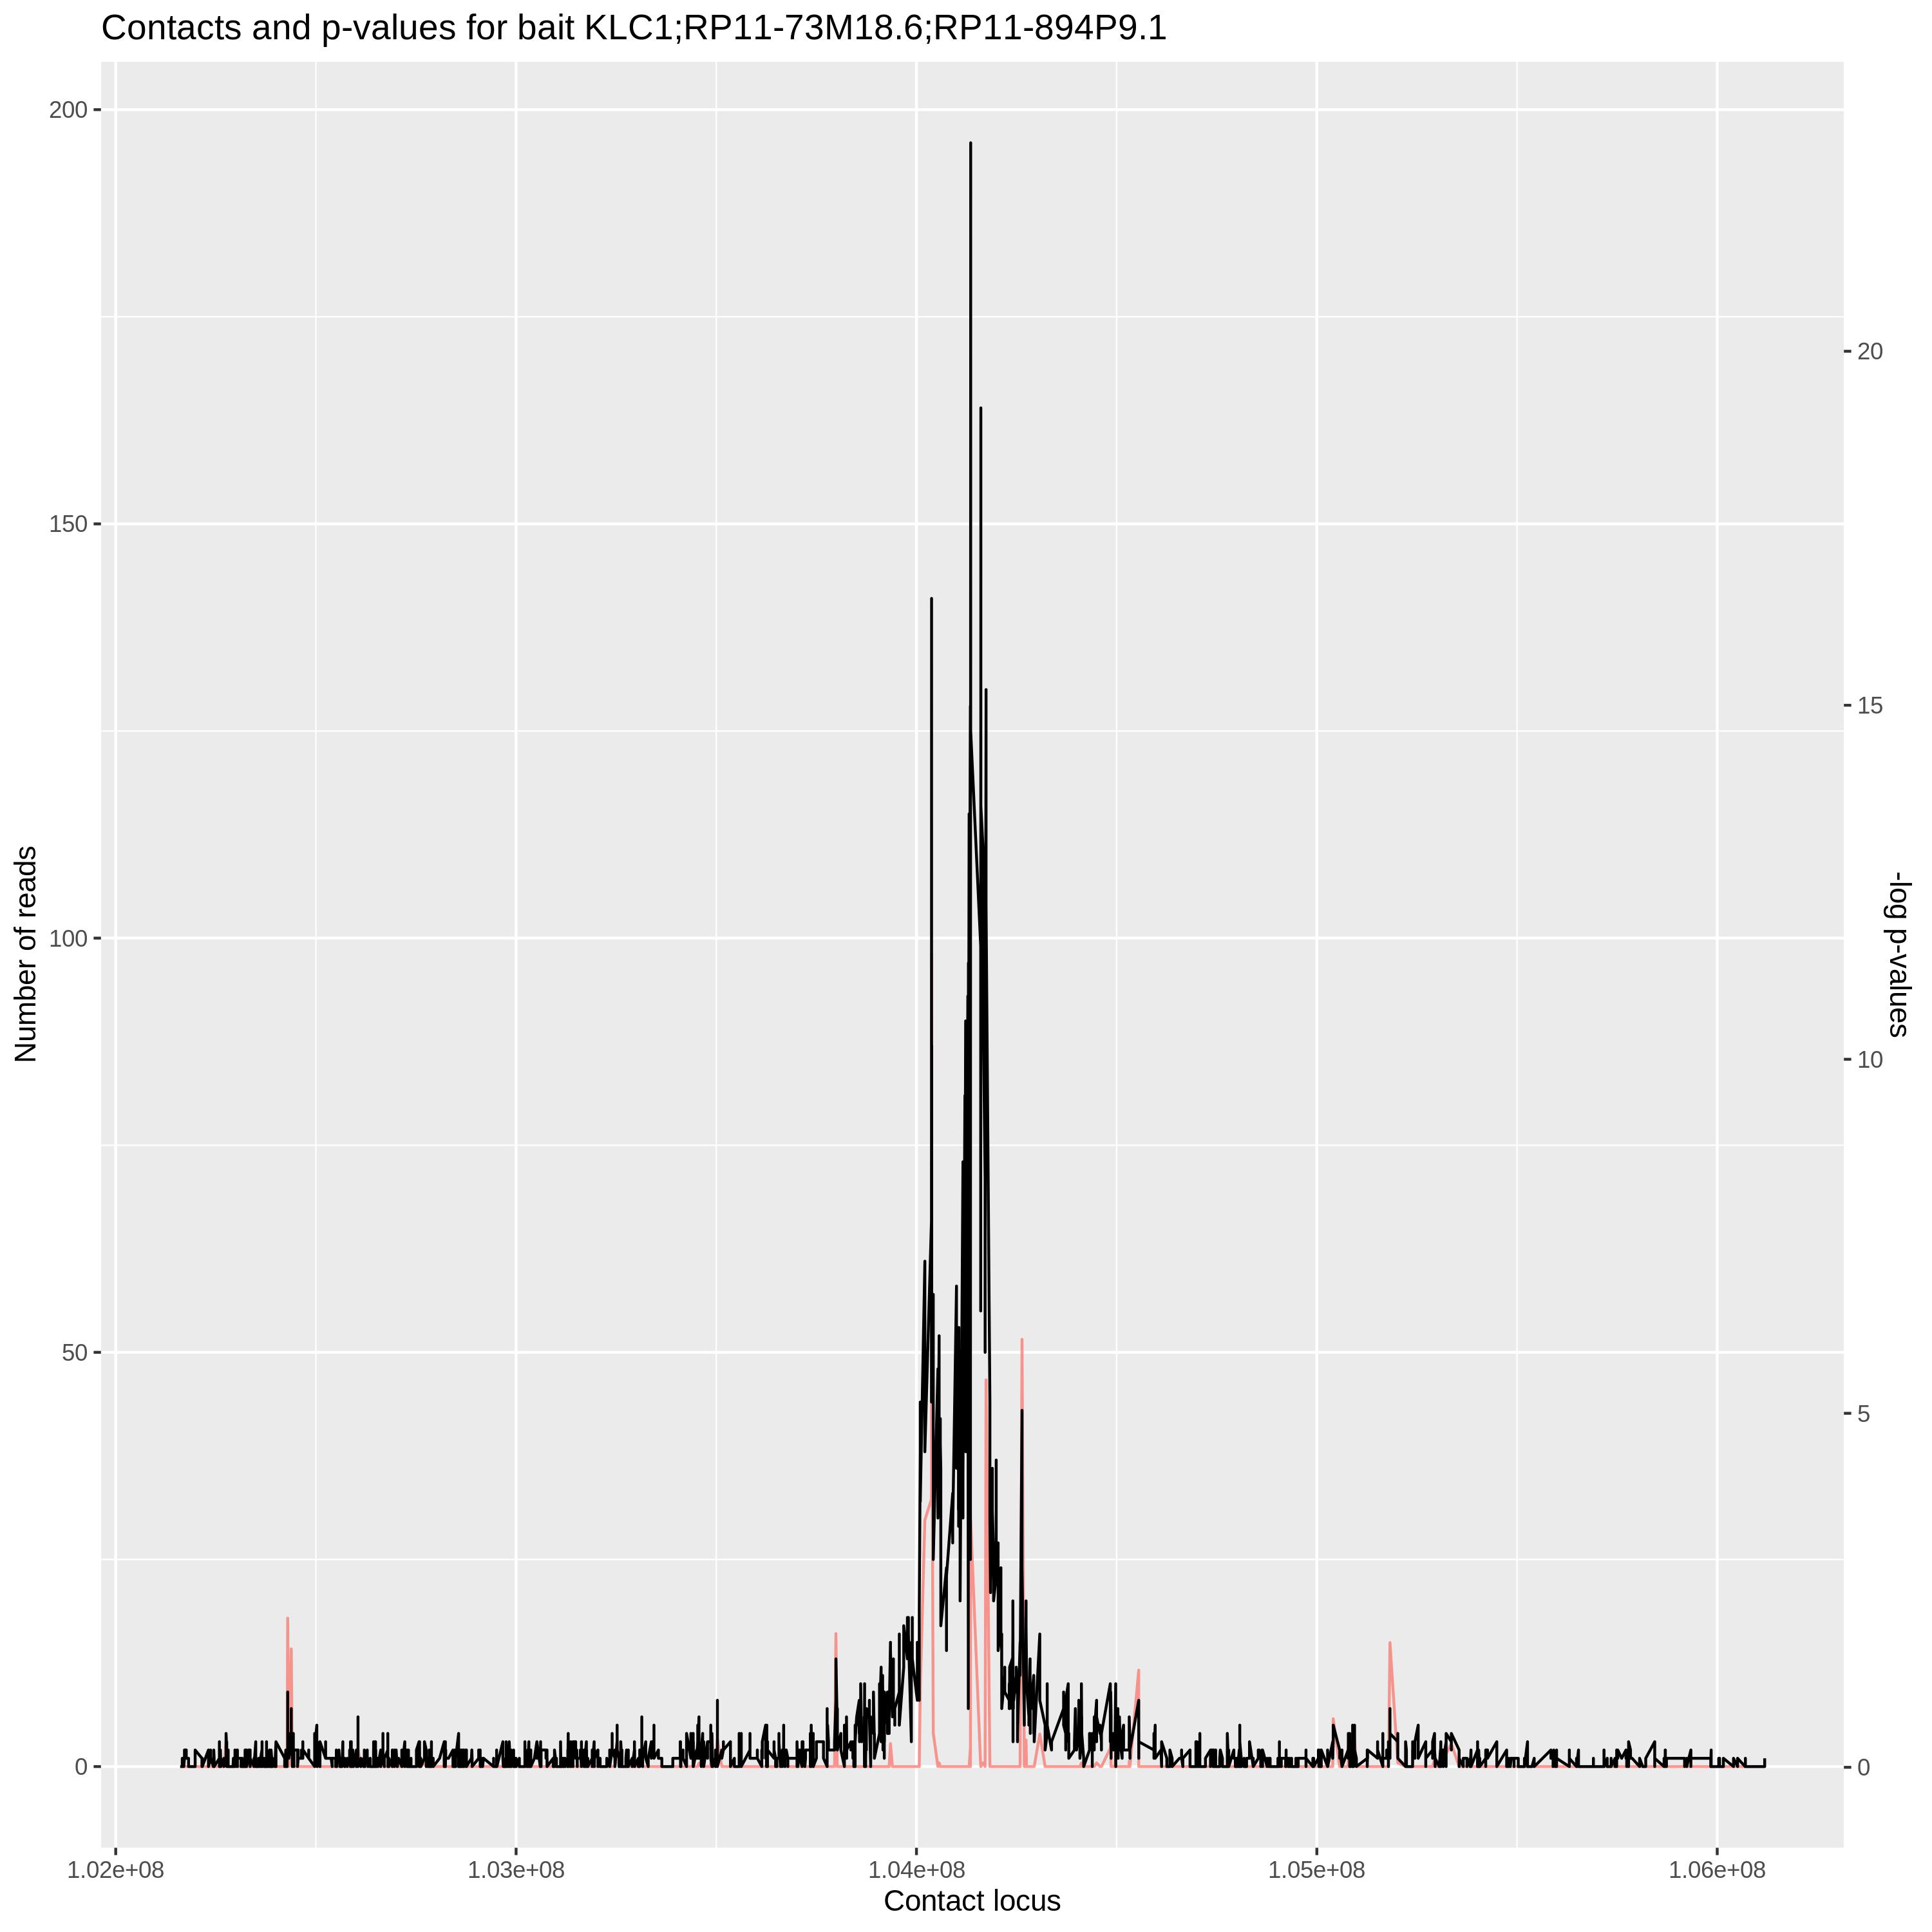 Contacts and p-values for bait KLC1;RP11-73M18.6;RP11-894P9.1
200
150
100
50
0
Number of reads
20
15
10
5
0
-log p-values
1.02e+08 1.03e+08 1.04e+08 1.05e+08 1.06e+08
Contact locus